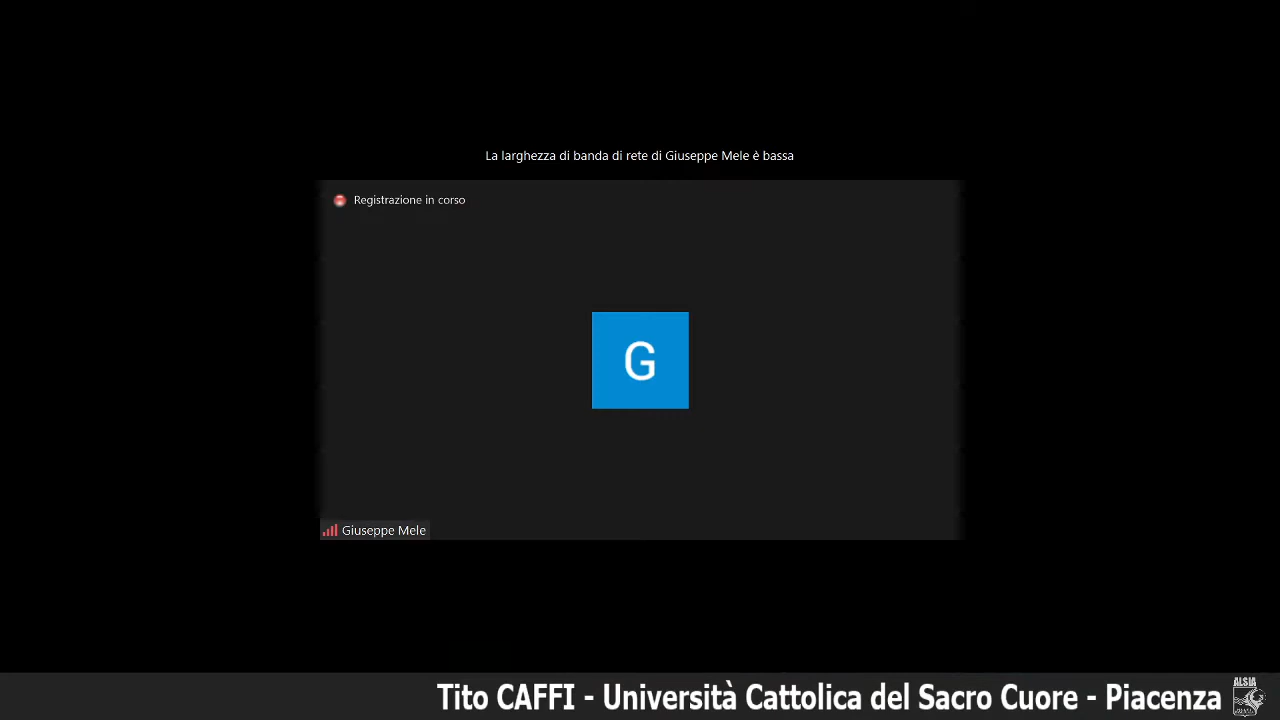 La larghezza di banda di rete di Giuseppe Mele è bassa
Registrazione in corso
G
Giuseppe Mele
Tito CAFFI - Università Cattolica del Sacro Cuore - Piacenza
ALSIA